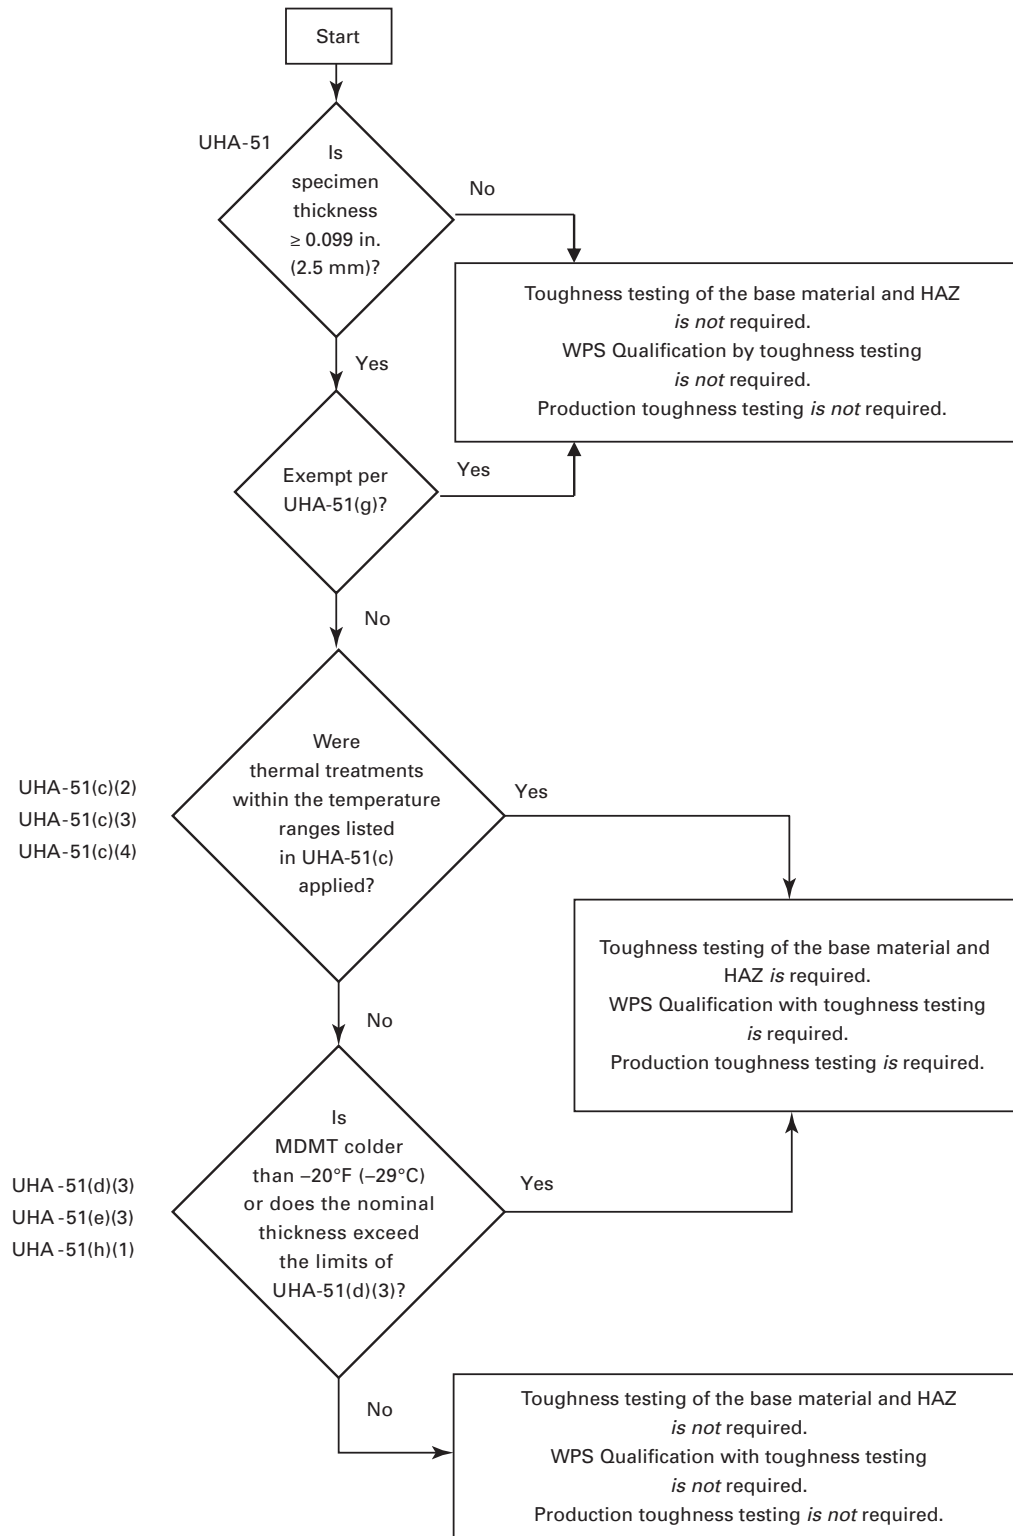 Start
UHA-51
Is
specimen
thickness
≥ 0.099 in.
(2.5 mm)?
No
Toughness testing of the base material and HAZ
is not required.
WPS Qualification by toughness testing
is not required.
Production toughness testing is not required.
Yes
Exempt per
UHA-51(g)?
Yes
No
Were
thermal treatments
within the temperature
ranges listed
in UHA-51(c)
applied?
UHA-51(c)(2)
UHA-51(c)(3)
UHA-51(c)(4)
Yes
Toughness testing of the base material and
HAZ is required.
WPS Qualification with toughness testing
is required.
Production toughness testing is required.
No
Is
MDMT colder
than –20°F (–29°C)
or does the nominal
thickness exceed
the limits of
UHA-51(d)(3)?
UHA-51(d)(3)
UHA-51(e)(3)
UHA-51(h)(1)
Yes
No
Toughness testing of the base material and HAZ
is not required.
WPS Qualification with toughness testing
is not required.
Production toughness testing is not required.